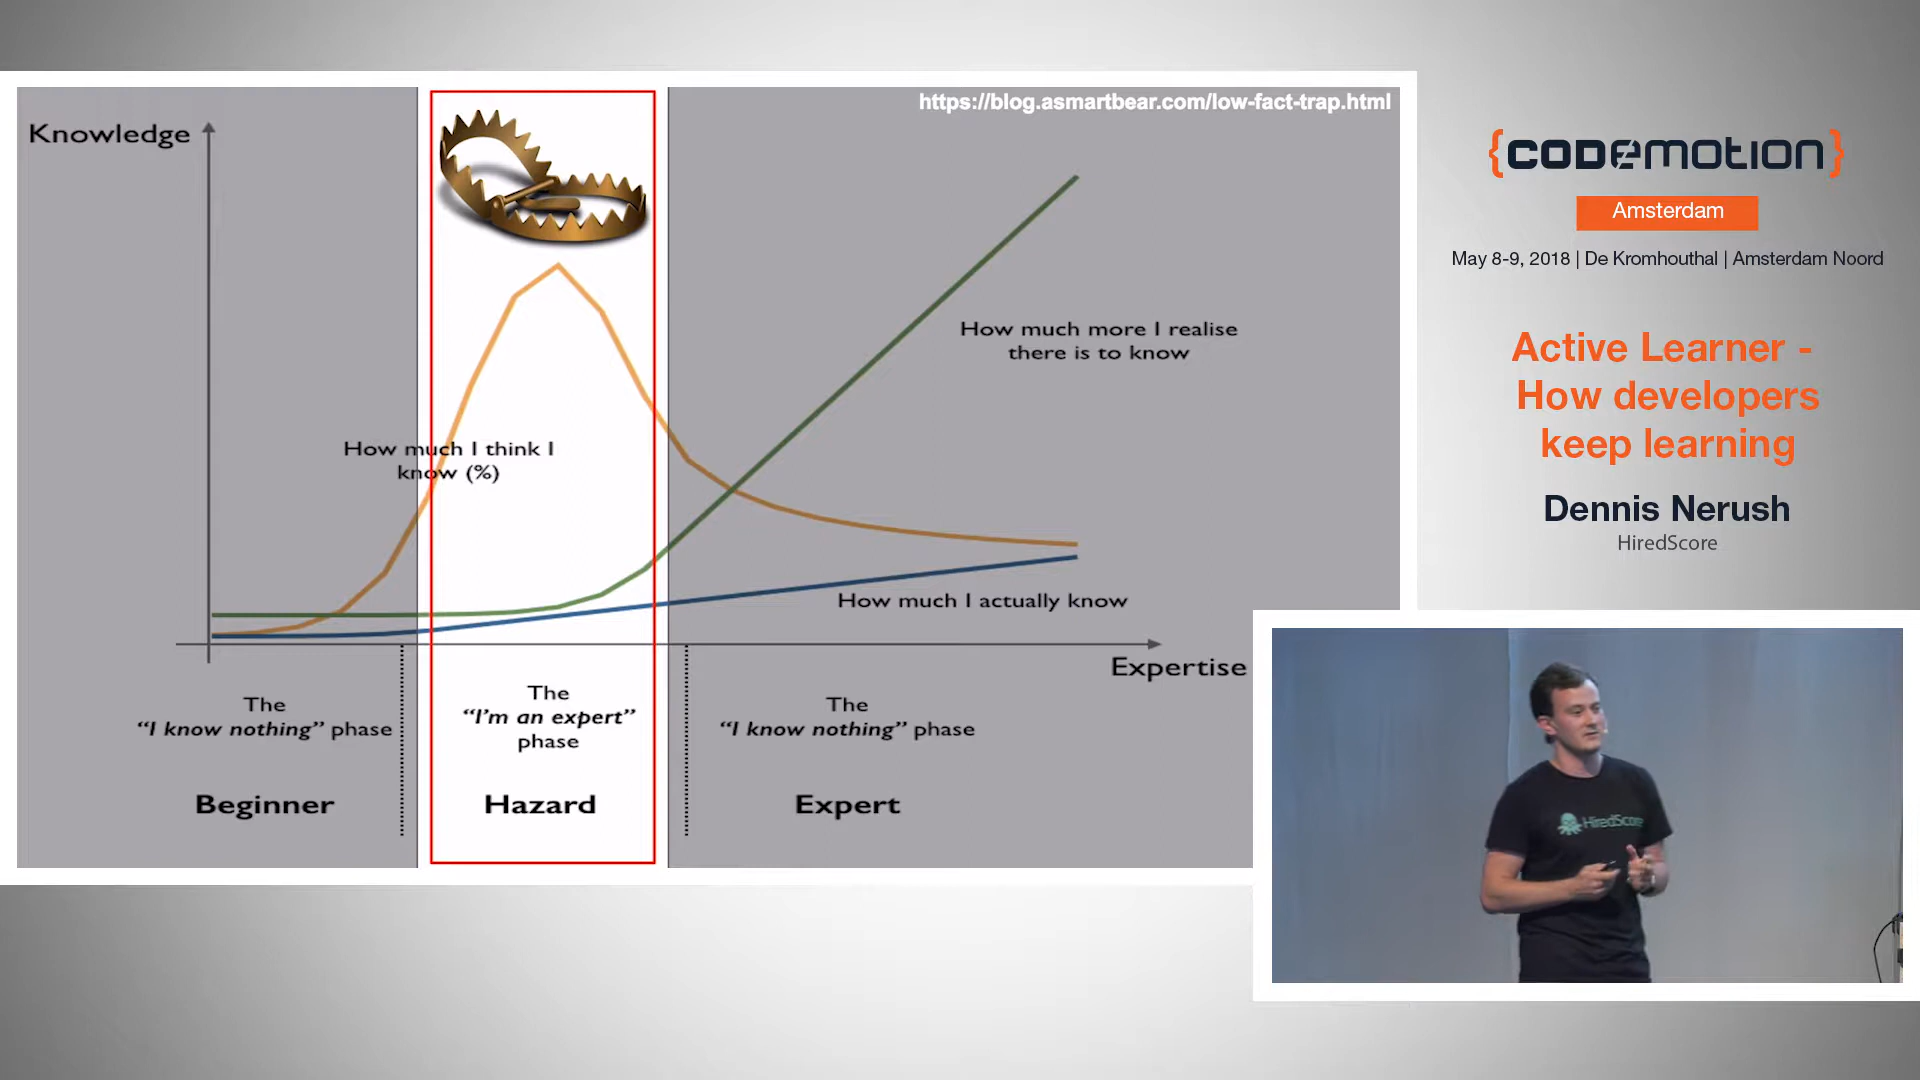 https://blog.asmartbear.com/low-fact-trap.html
Knowledge
How much more I realise
there is to know
How much I think I
know (%)
How much I actually know
Expertise
The
“I know nothing” phase
The
“I’m an expert”
phase
The
“I know nothing” phase
Beginner
Hazard
Expert
{CODEMOTION}
Amsterdam
May 8-9, 2018 | De Kromhouthal | Amsterdam Noord
Active Learner -
How developers
keep learning
Dennis Nerush
HiredScore
HiredScore